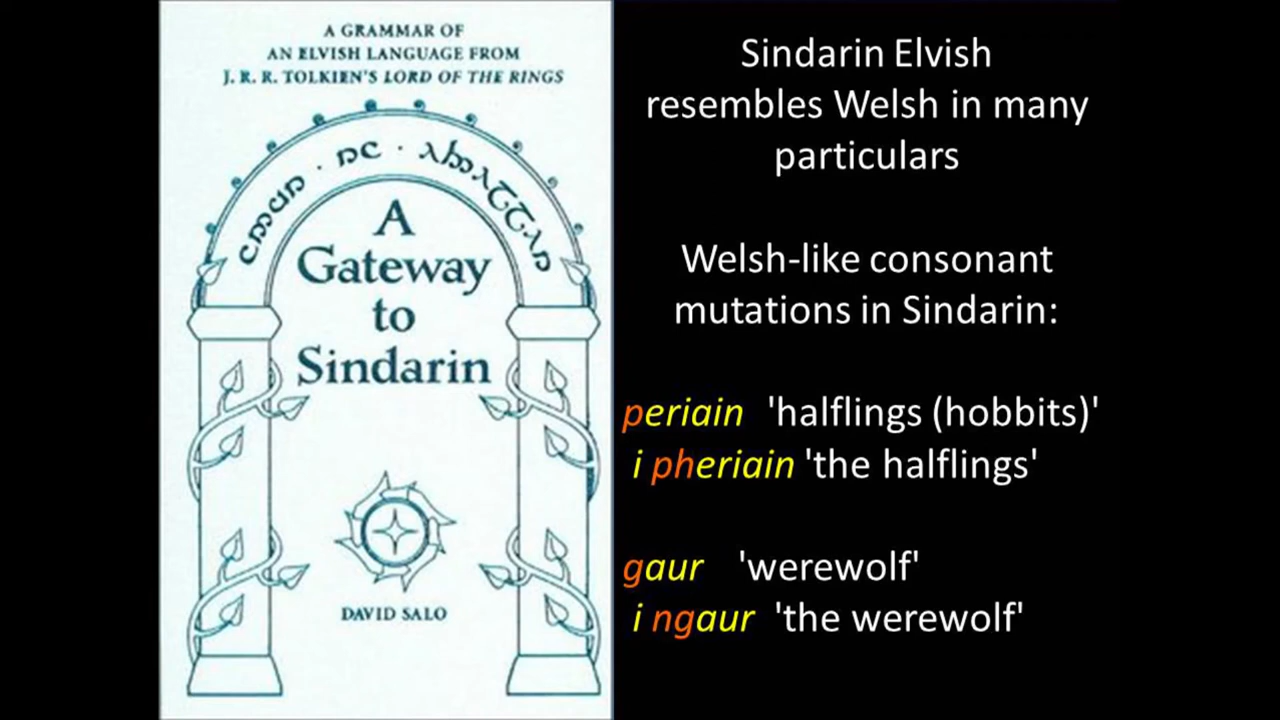 A GRAMMAR OF
AN ELVISH LANGUAGE FROM
J. R. R. TOLKIEN'S LORD OF THE RINGS
A
Gateway
to
Sindarin
DAVID SALO
Sindarin Elvish
resembles Welsh in many
particulars
Welsh-like consonant
mutations in Sindarin:
periain 'halflings (hobbits)'
i pheriain 'the halflings'
gaur 'werewolf'
i ngaur 'the werewolf'